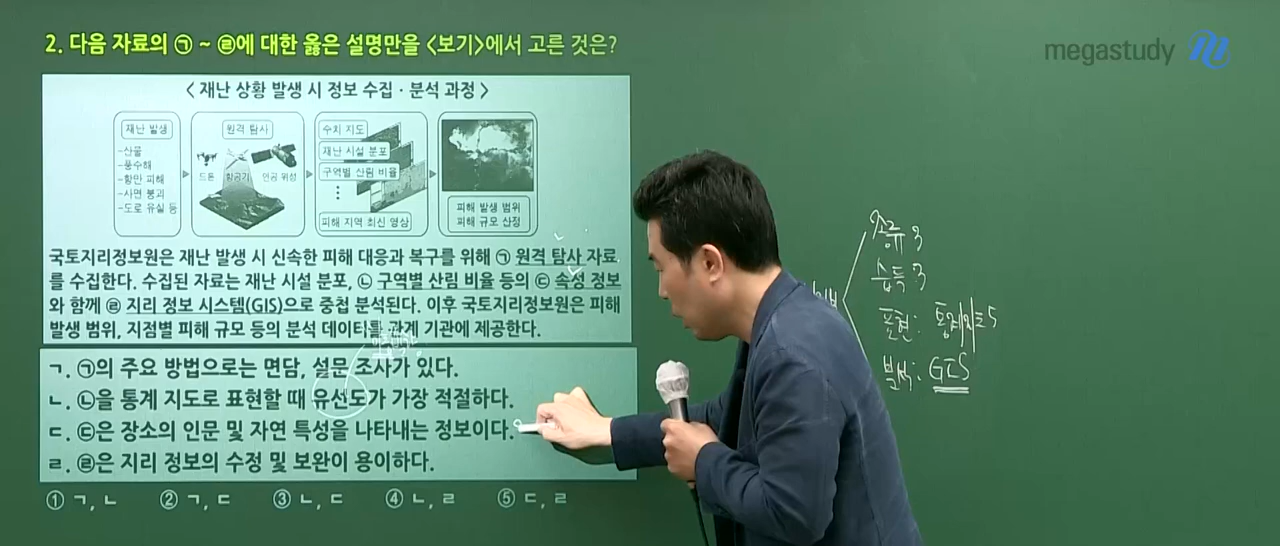 2. 다음 자료의 ㉠ ~ ㉣에 대한 옳은 설명만을 <보기>에서 고른 것은?
megastudy
< 재난 상황 발생 시 정보 수집 · 분석 과정 >
재난 발생
-산불
-풍수해
-항만 피해
-사면 붕괴
-도로 유실 등
원격 탐사
드론 항공기 인공 위성
수치 지도
재난 시설 분포
구역별 산림 비율
⋮
피해 지역 최신 영상
피해 발생 범위
피해 규모 산정
국토지리정보원은 재난 발생 시 신속한 피해 대응과 복구를 위해 ㉠ 원격 탐사 자료
를 수집한다. 수집된 자료는 재난 시설 분포, ㉡ 구역별 산림 비율 등의 ㉢ 속성 정보
와 함께 ㉣ 지리 정보 시스템(GIS)으로 중첩 분석된다. 이후 국토지리정보원은 피해
발생 범위, 지점별 피해 규모 등의 분석 데이터를 관계 기관에 제공한다.
ㄱ. ㉠의 주요 방법으로는 면담, 설문 조사가 있다.
ㄴ. ㉡을 통계 지도로 표현할 때 유선도가 가장 적절하다.
ㄷ. ㉢은 장소의 인문 및 자연 특성을 나타내는 정보이다.
ㄹ. ㉣은 지리 정보의 수정 및 보완이 용이하다.
① ㄱ, ㄴ ② ㄱ, ㄷ ③ ㄴ, ㄷ ④ ㄴ, ㄹ ⑤ ㄷ, ㄹ
종류 3
습득 3
표현: 통계지도 5
분석: GIS